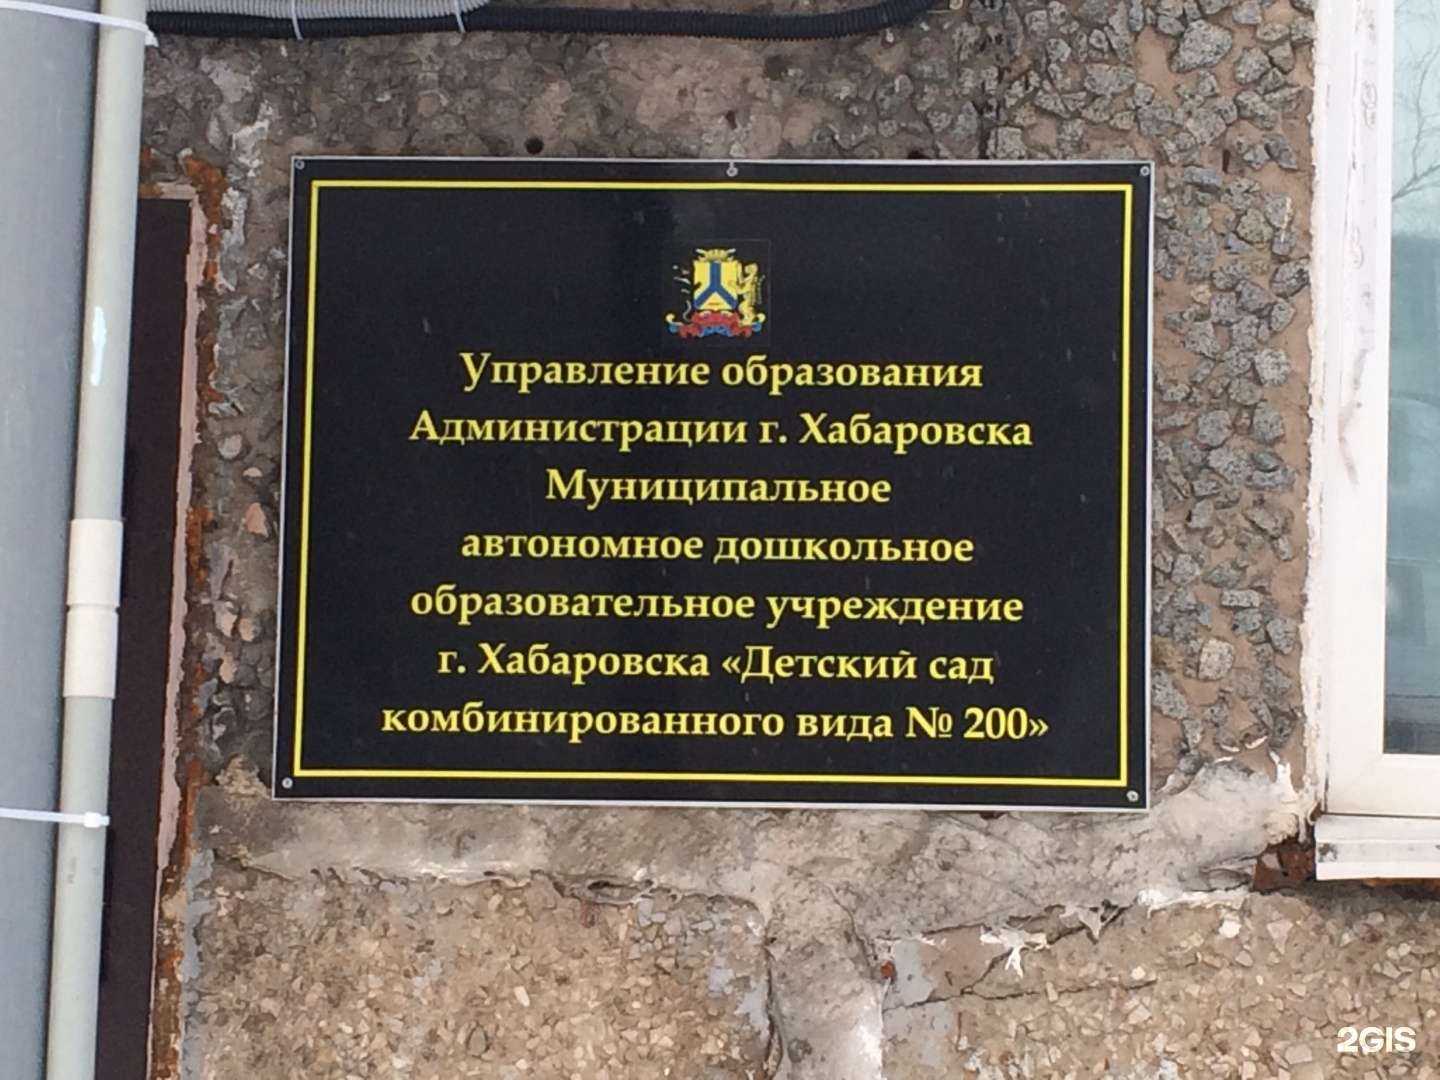 Управление образования
Администрации г. Хабаровска
Муниципальное
автономное дошкольное
образовательное учреждение
г. Хабаровска «Детский сад
комбинированного вида № 200»
2GIS